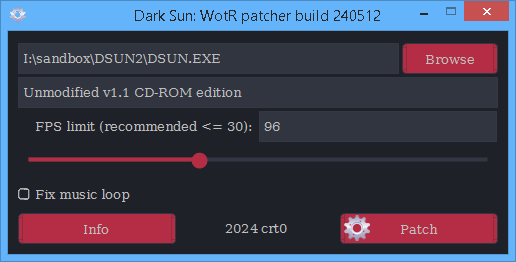 Dark Sun: WotR patcher build 240512
I:\sandbox\DSUN2\DSUN.EXE
Browse
Unmodified v1.1 CD-ROM edition
FPS limit (recommended <= 30): 96
Fix music loop
Info
2024 crt0
Patch